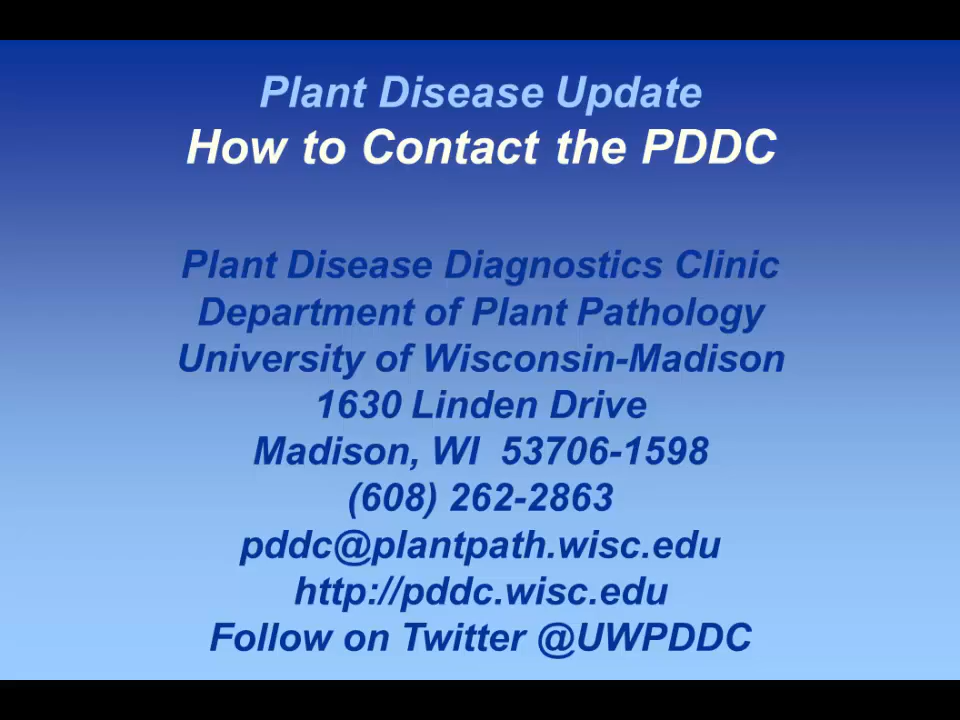 Plant Disease Update
How to Contact the PDDC
Plant Disease Diagnostics Clinic
Department of Plant Pathology
University of Wisconsin-Madison
1630 Linden Drive
Madison, WI  53706-1598
(608) 262-2863
pddc@plantpath.wisc.edu
http://pddc.wisc.edu
Follow on Twitter @UWPDDC